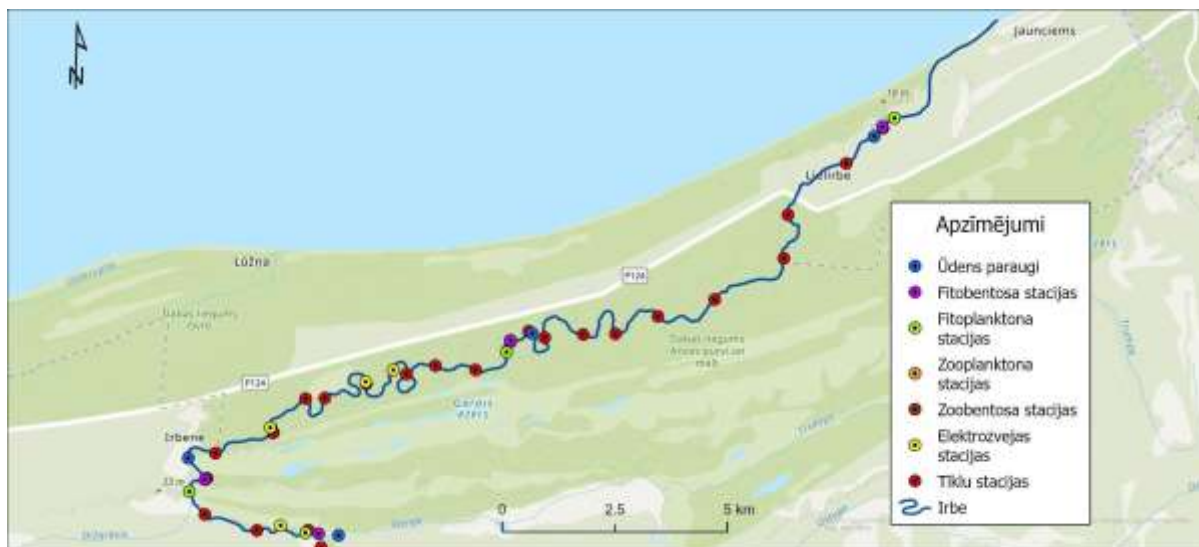 N
Jaunciems
Lielirbe
Lūžna
P124
P124
Irbene
0 2.5 5 km
Apzīmējumi
Ūdens paraugi
Fitobentosa stacijas
Fitoplanktona
stacijas
Zooplanktona
stacijas
Zoobentosa stacijas
Elektrozvejas
stacijas
Tīklu stacijas
Irbe